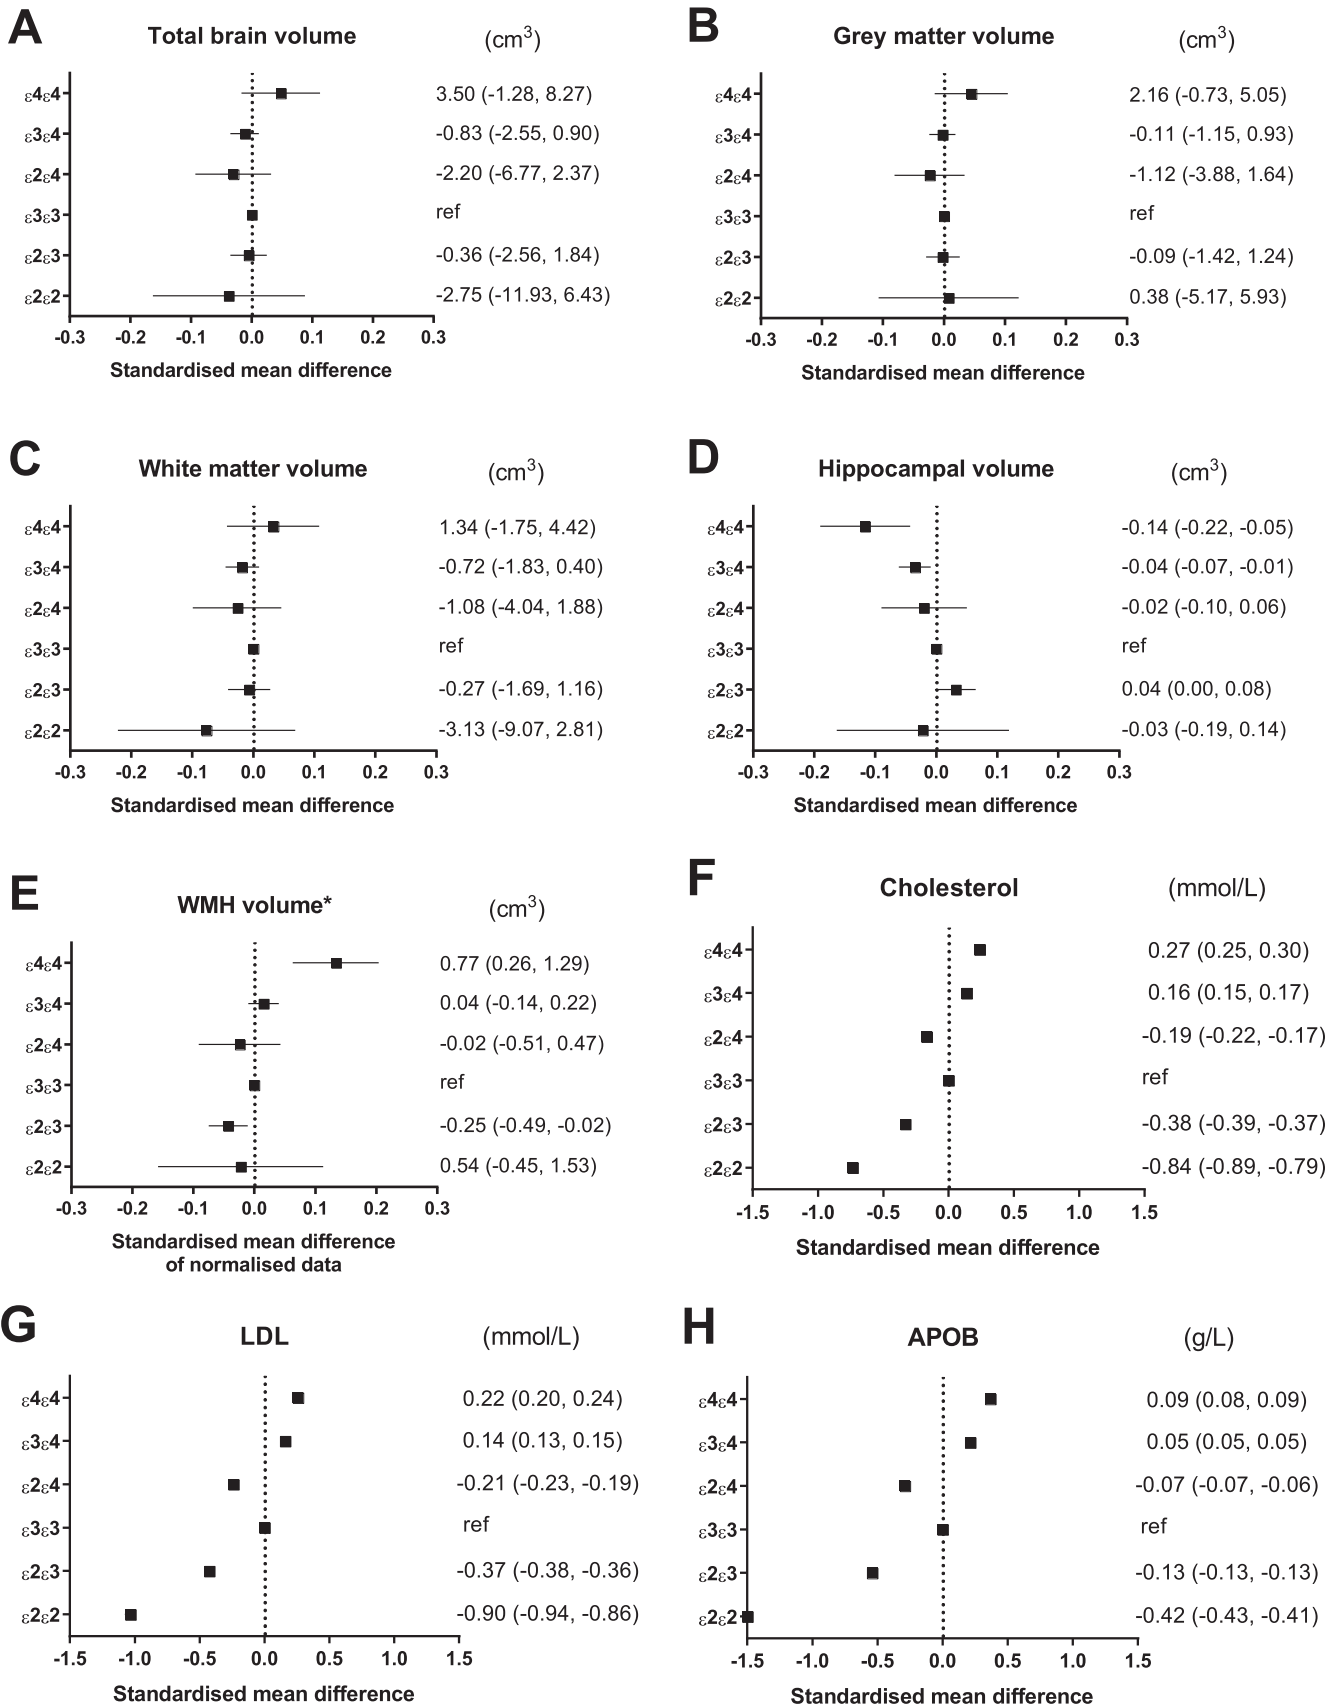 A
Total brain volume (cm3)
ε4ε4 3.50 (-1.28, 8.27)
ε3ε4 -0.83 (-2.55, 0.90)
ε2ε4 -2.20 (-6.77, 2.37)
ε3ε3 ref
ε2ε3 -0.36 (-2.56, 1.84)
ε2ε2 -2.75 (-11.93, 6.43)
-0.3 -0.2 -0.1 0.0 0.1 0.2 0.3
Standardised mean difference
B
Grey matter volume (cm3)
ε4ε4 2.16 (-0.73, 5.05)
ε3ε4 -0.11 (-1.15, 0.93)
ε2ε4 -1.12 (-3.88, 1.64)
ε3ε3 ref
ε2ε3 -0.09 (-1.42, 1.24)
ε2ε2 0.38 (-5.17, 5.93)
-0.3 -0.2 -0.1 0.0 0.1 0.2 0.3
Standardised mean difference
C
White matter volume (cm3)
ε4ε4 1.34 (-1.75, 4.42)
ε3ε4 -0.72 (-1.83, 0.40)
ε2ε4 -1.08 (-4.04, 1.88)
ε3ε3 ref
ε2ε3 -0.27 (-1.69, 1.16)
ε2ε2 -3.13 (-9.07, 2.81)
-0.3 -0.2 -0.1 0.0 0.1 0.2 0.3
Standardised mean difference
D
Hippocampal volume (cm3)
ε4ε4 -0.14 (-0.22, -0.05)
ε3ε4 -0.04 (-0.07, -0.01)
ε2ε4 -0.02 (-0.10, 0.06)
ε3ε3 ref
ε2ε3 0.04 (0.00, 0.08)
ε2ε2 -0.03 (-0.19, 0.14)
-0.3 -0.2 -0.1 0.0 0.1 0.2 0.3
Standardised mean difference
E
WMH volume* (cm3)
ε4ε4 0.77 (0.26, 1.29)
ε3ε4 0.04 (-0.14, 0.22)
ε2ε4 -0.02 (-0.51, 0.47)
ε3ε3 ref
ε2ε3 -0.25 (-0.49, -0.02)
ε2ε2 0.54 (-0.45, 1.53)
-0.3 -0.2 -0.1 0.0 0.1 0.2 0.3
Standardised mean difference
of normalised data
F
Cholesterol (mmol/L)
ε4ε4 0.27 (0.25, 0.30)
ε3ε4 0.16 (0.15, 0.17)
ε2ε4 -0.19 (-0.22, -0.17)
ε3ε3 ref
ε2ε3 -0.38 (-0.39, -0.37)
ε2ε2 -0.84 (-0.89, -0.79)
-1.5 -1.0 -0.5 0.0 0.5 1.0 1.5
Standardised mean difference
G
LDL (mmol/L)
ε4ε4 0.22 (0.20, 0.24)
ε3ε4 0.14 (0.13, 0.15)
ε2ε4 -0.21 (-0.23, -0.19)
ε3ε3 ref
ε2ε3 -0.37 (-0.38, -0.36)
ε2ε2 -0.90 (-0.94, -0.86)
-1.5 -1.0 -0.5 0.0 0.5 1.0 1.5
Standardised mean difference
H
APOB (g/L)
ε4ε4 0.09 (0.08, 0.09)
ε3ε4 0.05 (0.05, 0.05)
ε2ε4 -0.07 (-0.07, -0.06)
ε3ε3 ref
ε2ε3 -0.13 (-0.13, -0.13)
ε2ε2 -0.42 (-0.43, -0.41)
-1.5 -1.0 -0.5 0.0 0.5 1.0 1.5
Standardised mean difference